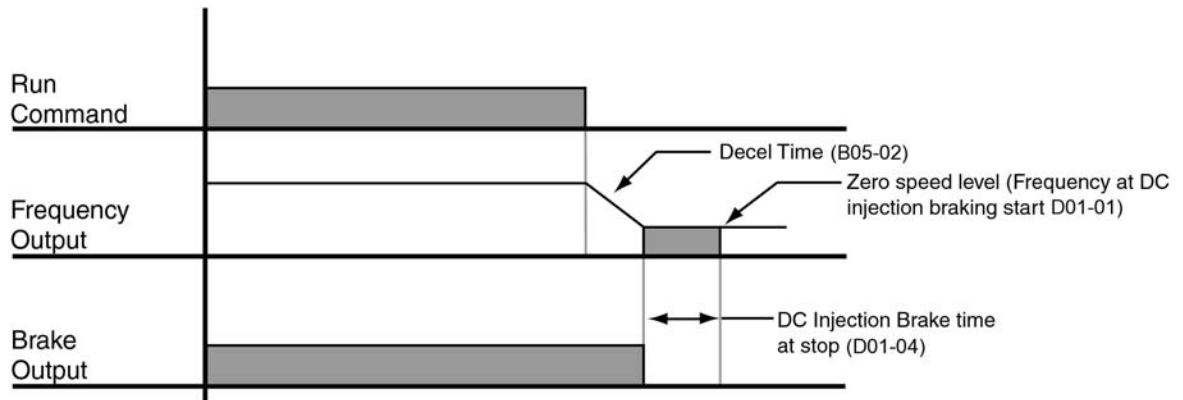 Run
Command
Decel Time (B05-02)
Zero speed level (Frequency at DC
injection braking start D01-01)
Frequency
Output
DC Injection Brake time
at stop (D01-04)
Brake
Output